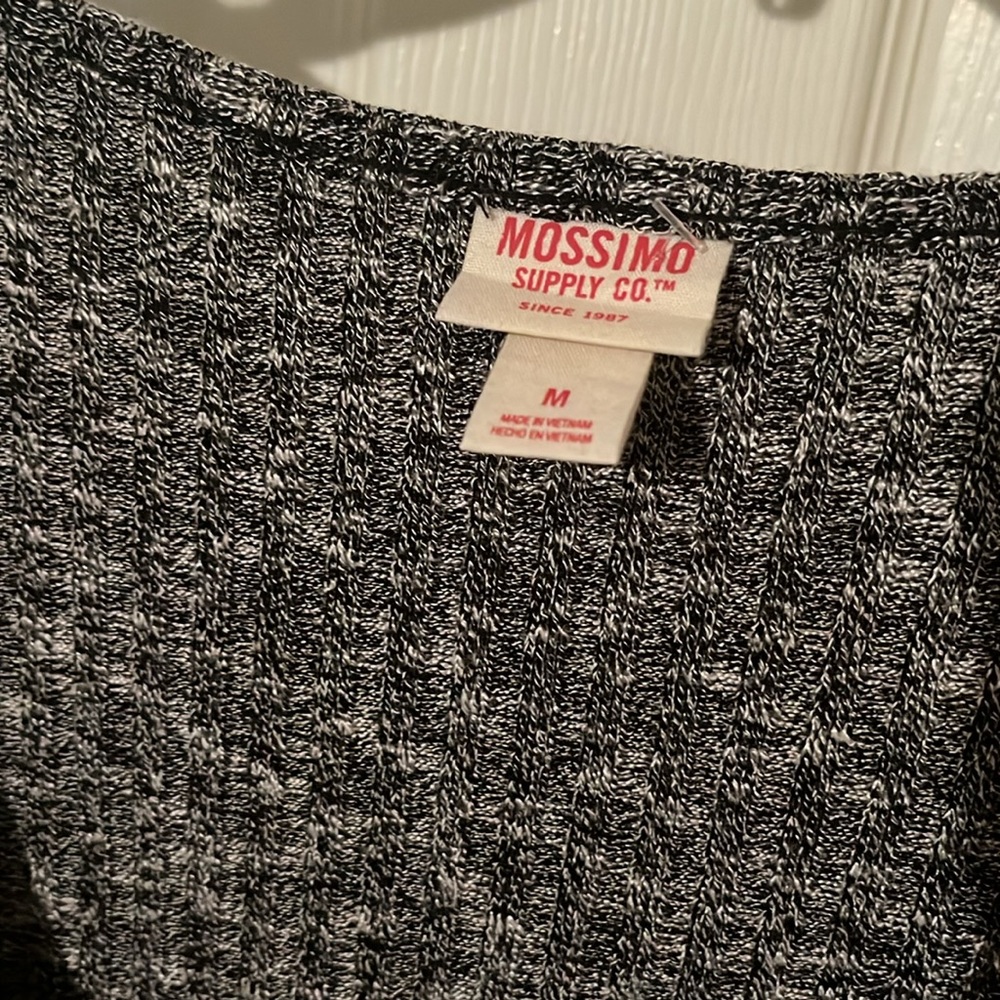 MOSSIMO
SUPPLY CO.™
SINCE 1987
M
MADE IN VIETNAM
HECHO EN VIETNAM